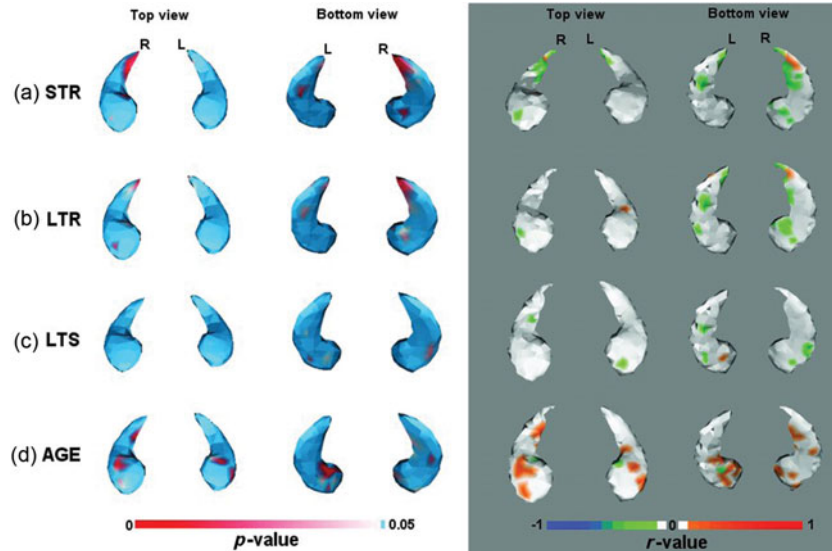 Top view Bottom view Top view Bottom view
R L L R R L L R
(a) STR
(b) LTR
(c) LTS
(d) AGE
0 0.05 -1 0 1
p-value r-value